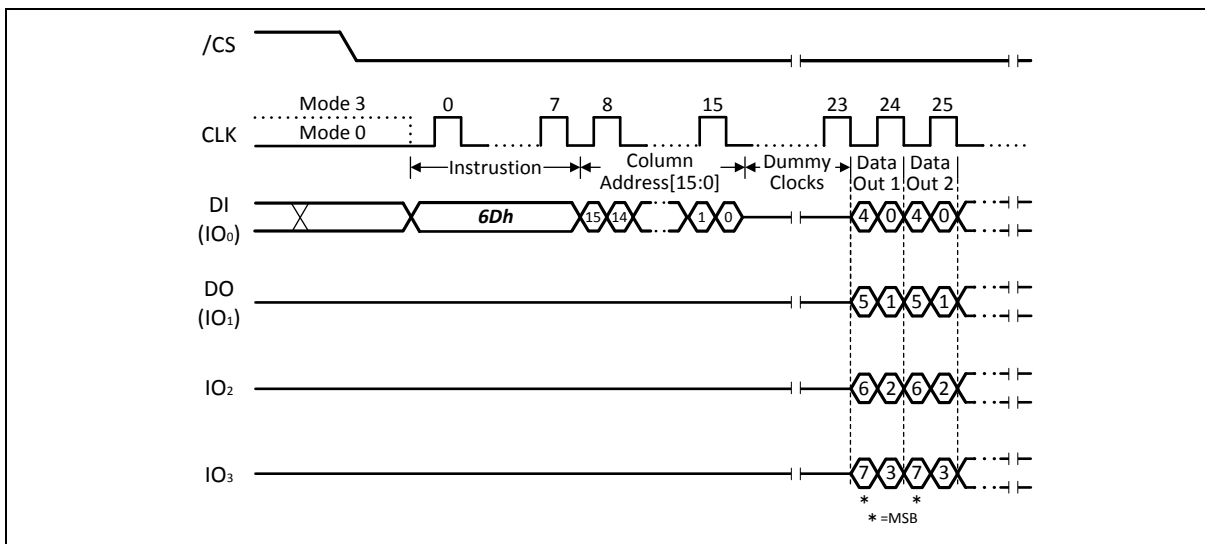 /CS
Mode 3
0
7
8
15
23
24
25
CLK
Mode 0
Instrustion
Column
Address[15:0]
Dummy
Clocks
Data
Out 1
Data
Out 2
DI
(IO₀)
6Dh
15
14
1
0
4
0
4
0
DO
(IO₁)
5
1
5
1
IO₂
6
2
6
2
IO₃
7
3
7
3
* *
* =MSB